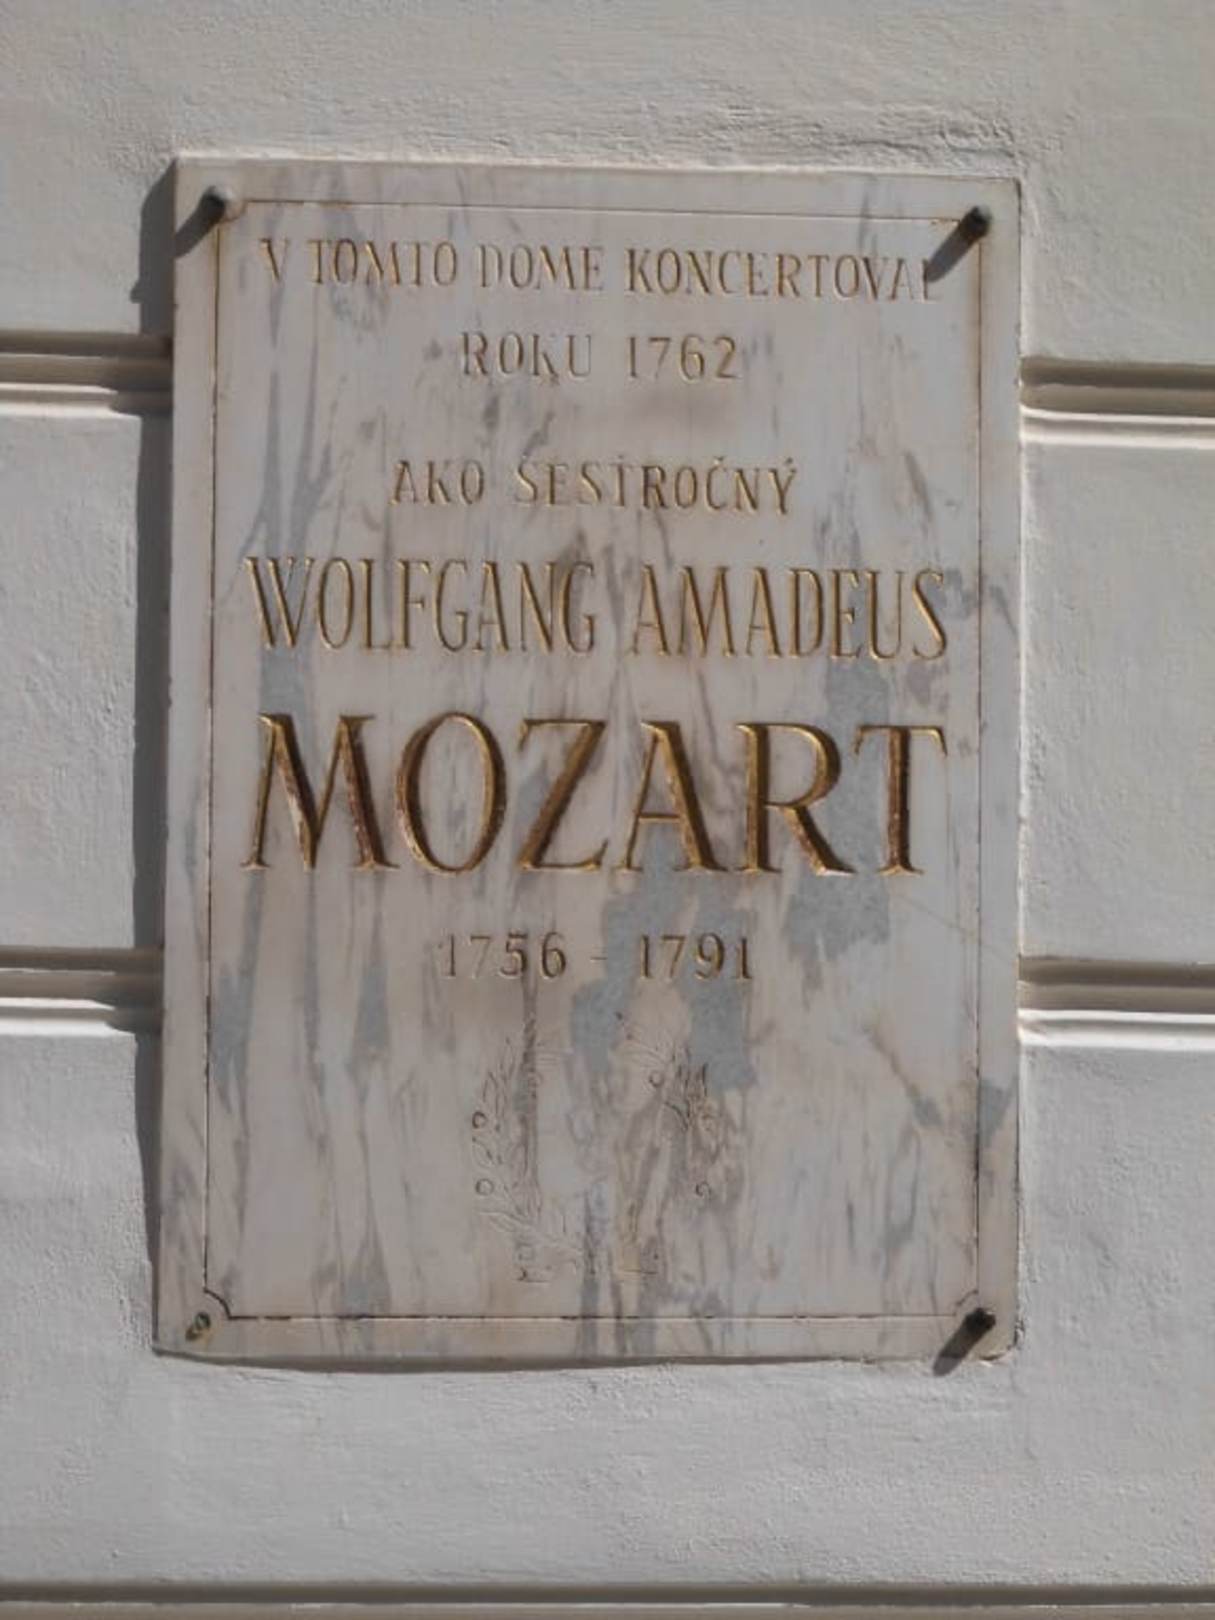 V TOMTO DOME KONCERTOVAL
ROKU 1762
AKO ŠESŤROČNÝ
WOLFGANG AMADEUS
MOZART
1756 - 1791